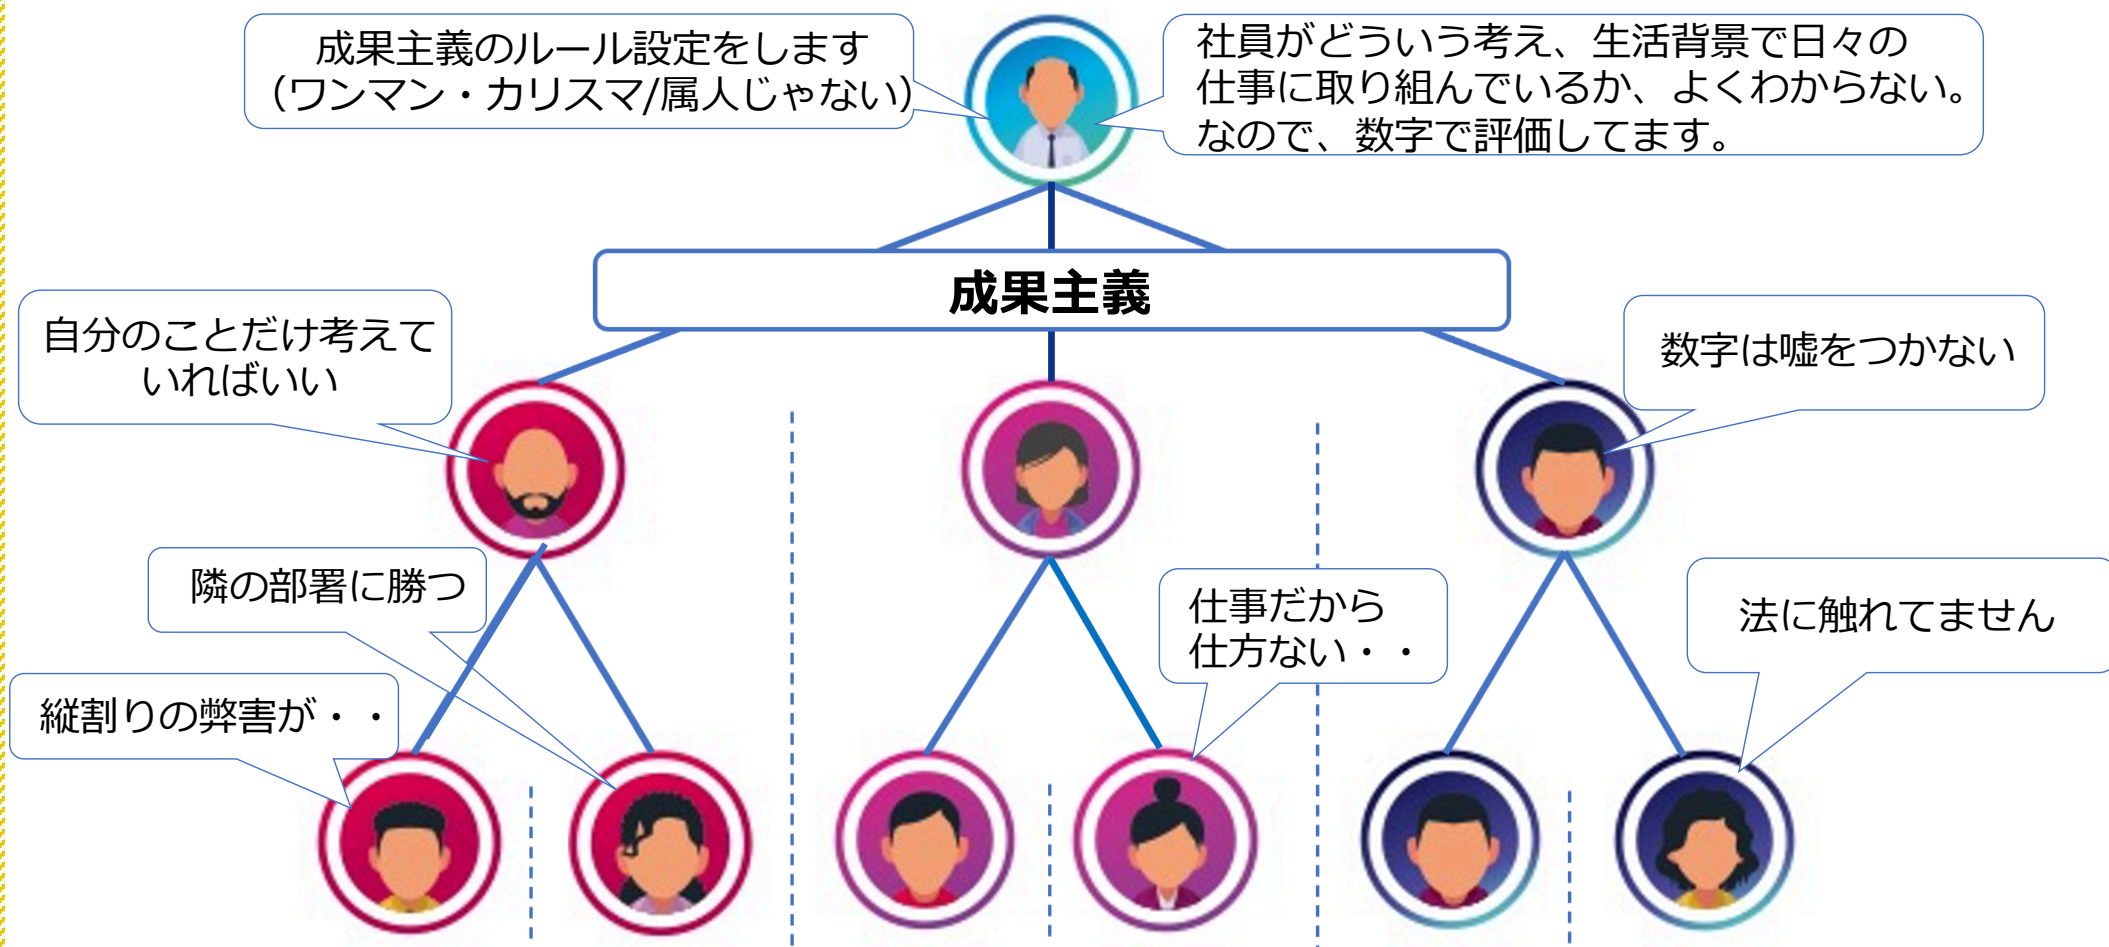 成果主義のルール設定をします
（ワンマン・カリスマ/属人じゃない）
社員がどういう考え、生活背景で日々の
仕事に取り組んでいるか、よくわからない。
なので、数字で評価してます。
成果主義
自分のことだけ考えて
いればいい
数字は嘘をつかない
隣の部署に勝つ
仕事だから
仕方ない・・
法に触れてません
縦割りの弊害が・・